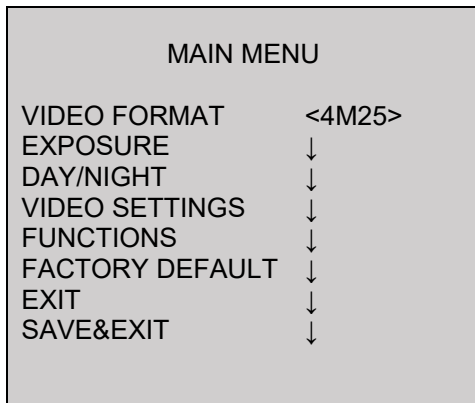 MAIN MENU
VIDEO FORMAT <4M25>
EXPOSURE ↓
DAY/NIGHT ↓
VIDEO SETTINGS ↓
FUNCTIONS ↓
FACTORY DEFAULT ↓
EXIT ↓
SAVE&EXIT ↓